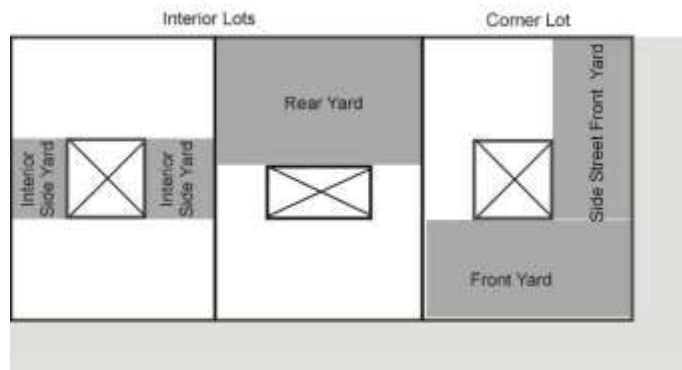 Interior Lots
Corner Lot
Interior
Side Yard
Interior
Side Yard
Rear Yard
Side Street Front Yard
Front Yard